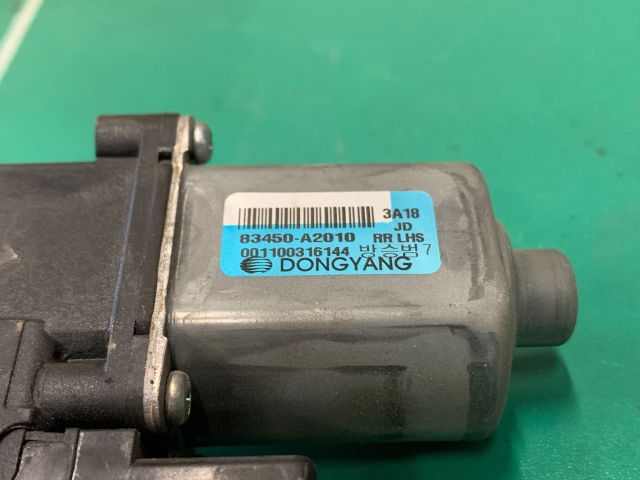 3A18
JD
83450-A2010 RR LHS
001100316144 방승범7
DONGYANG